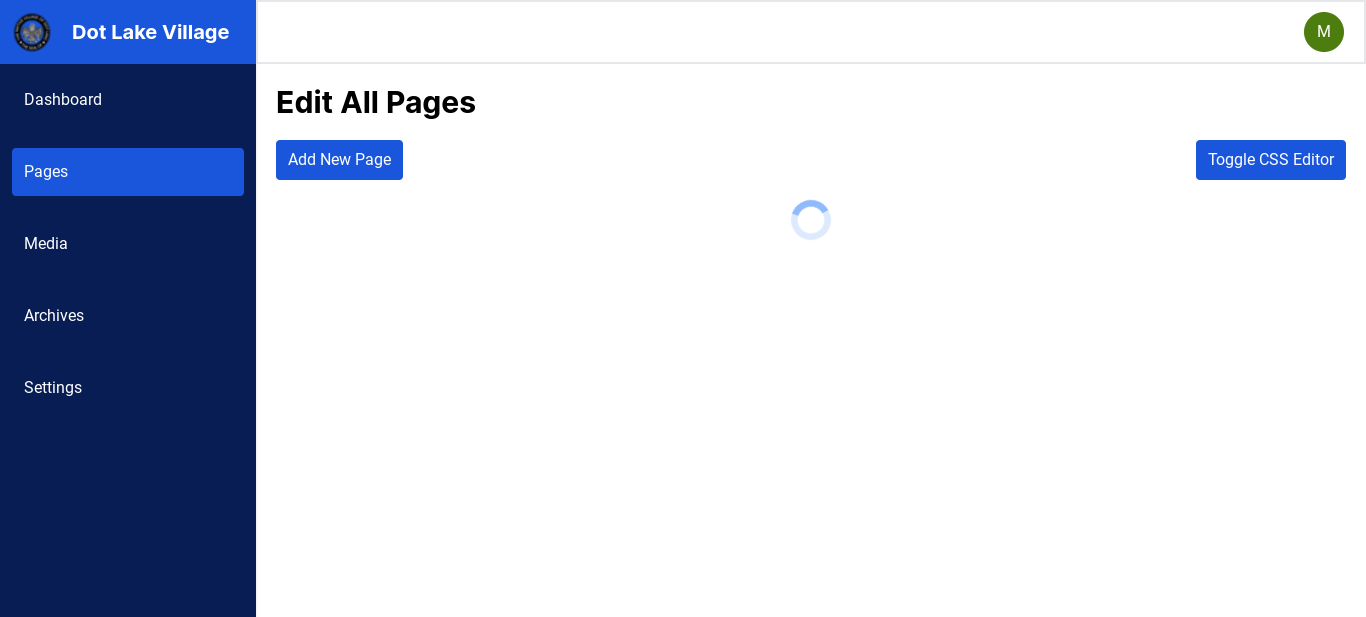 Dot Lake Village
M
Dashboard
Pages
Media
Archives
Settings
Edit All Pages
Add New Page
Toggle CSS Editor